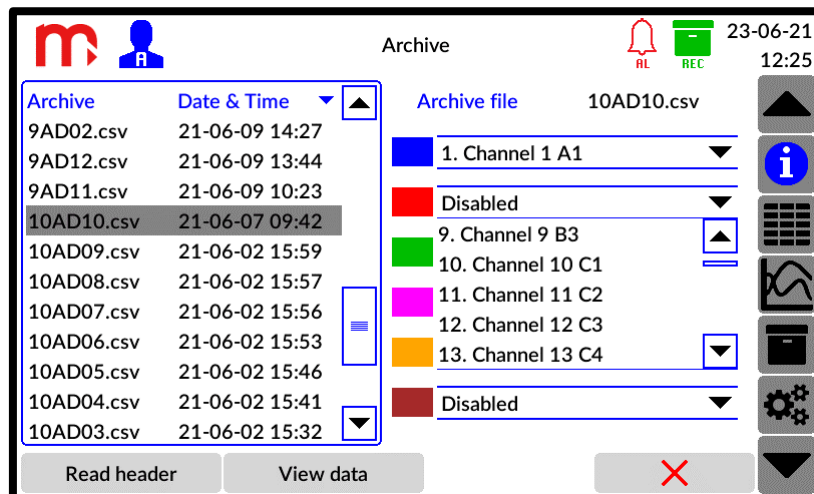 m A Archive AL REC 23-06-21
12:25
Archive Date & Time
9AD02.csv 21-06-09 14:27
9AD12.csv 21-06-09 13:44
9AD11.csv 21-06-09 10:23
10AD10.csv 21-06-07 09:42
10AD09.csv 21-06-02 15:59
10AD08.csv 21-06-02 15:57
10AD07.csv 21-06-02 15:56
10AD06.csv 21-06-02 15:53
10AD05.csv 21-06-02 15:46
10AD04.csv 21-06-02 15:41
10AD03.csv 21-06-02 15:32
Archive file 10AD10.csv
1. Channel 1 A1
Disabled
9. Channel 9 B3
10. Channel 10 C1
11. Channel 11 C2
12. Channel 12 C3
13. Channel 13 C4
Disabled
i
Read header View data